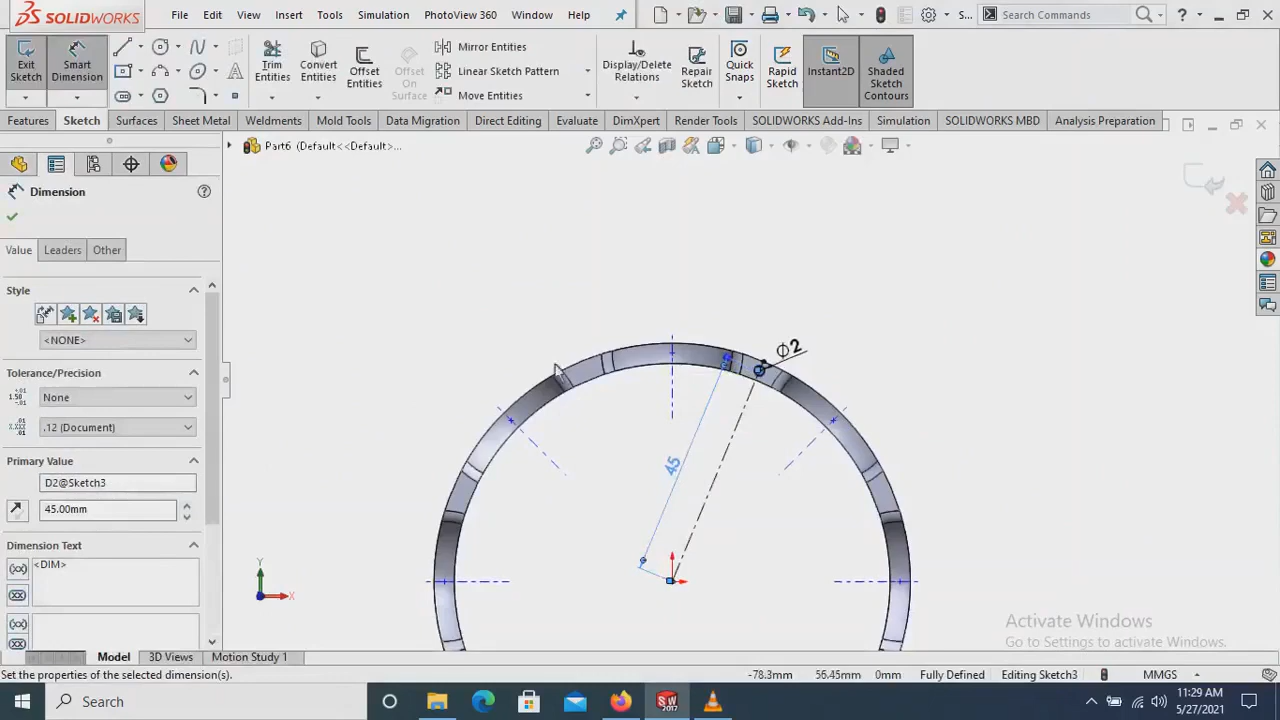 SOLIDWORKS File Edit View Insert Tools Simulation PhotoView 360 Window Help S... Search Commands ?
Exit Sketch Smart Dimension Trim Entities Convert Entities Offset Entities Offset On Surface Mirror Entities Linear Sketch Pattern Move Entities Display/Delete Relations Repair Sketch Quick Snaps Rapid Sketch Instant2D Shaded Sketch Contours
Features Sketch Surfaces Sheet Metal Weldments Mold Tools Data Migration Direct Editing Evaluate DimXpert Render Tools SOLIDWORKS Add-Ins Simulation SOLIDWORKS MBD Analysis Preparation
Part6 (Default<<Default>...
Dimension ?
Value Leaders Other
Style
<NONE>
Tolerance/Precision
None
.12 (Document)
Primary Value
D2@Sketch3
45.00mm
Dimension Text
<DIM>
Φ2
45
Y
X
Activate Windows
Go to Settings to activate Windows.
Model 3D Views Motion Study 1
Set the properties of the selected dimension(s). -78.3mm 56.45mm 0mm Fully Defined Editing Sketch3 MMGS
Search
11:29 AM
5/27/2021